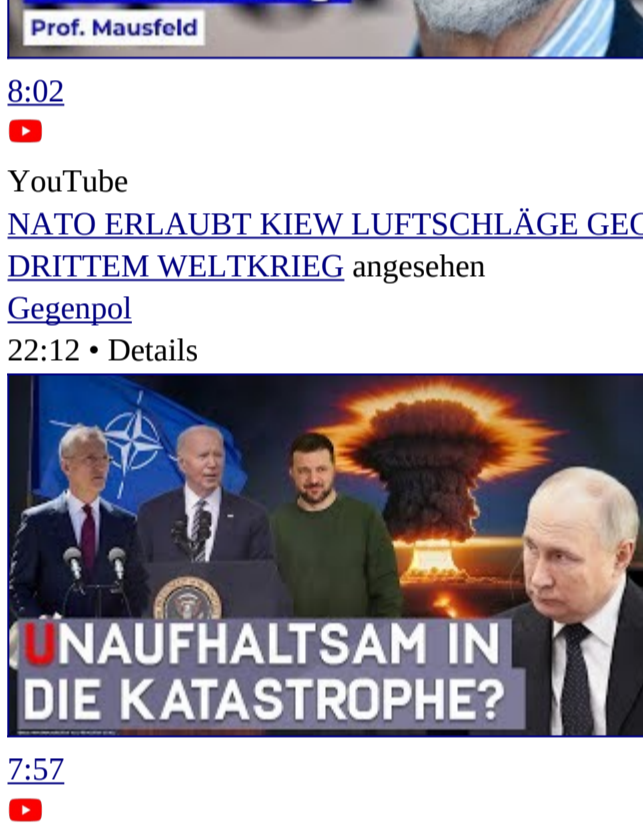 Prof. Mausfeld
8:02
YouTube
NATO ERLAUBT KIEW LUFTSCHLÄGE GEG
DRITTEM WELTKRIEG angesehen
Gegenpol
22:12 • Details
UNAUFHALTSAM IN
DIE KATASTROPHE?
7:57